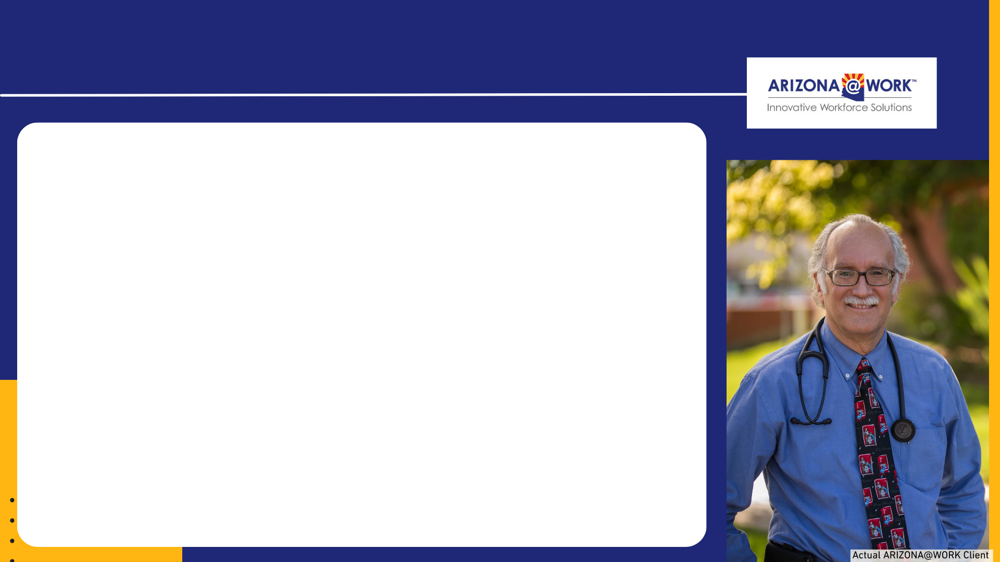 ARIZONA@WORK™
Innovative Workforce Solutions
Actual ARIZONA@WORK Client